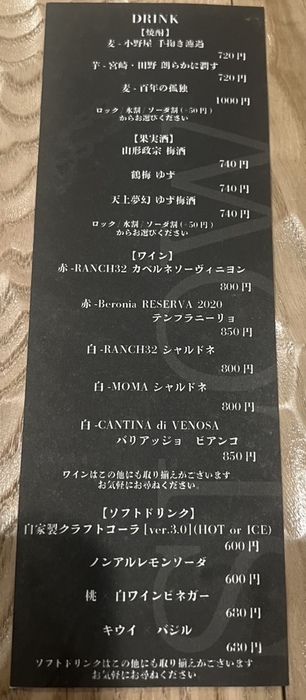 DRINK
【焼酎】
麦 - 小野屋 手掬き濾過
720円
芋 - 宮崎・田野 朗らかに潤す
720円
麦 - 百年の孤独
1000円
ロック / 水割 / ソーダ割 (+50円)
からお選びください
【果実酒】
山形政宗 梅酒
740円
鶴梅 ゆず
740円
天上夢幻 ゆず梅酒
740円
ロック / 水割 / ソーダ割 (+50円)
からお選びください
【ワイン】
赤 -RANCH32 カベルネソーヴィニヨン
800円
赤 -Beronia RESERVA 2020
テンプラニーリョ
850円
白 -RANCH32 シャルドネ
800円
白 -MOMA シャルドネ
800円
白 -CANTINA di VENOSA
バリアッジョ ビアンコ
850円
ワインはこの他にも取り揃えがございます
お気軽にお尋ねください。
【ソフトドリンク】
自家製クラフトコーラ [ver.3.0] (HOT or ICE)
600円
ノンアルレモンソーダ
600円
桃 × 白ワインビネガー
680円
キウイ × バジル
680円
ソフトドリンクはこの他にも取り揃えがございます
お気軽にお尋ねください。